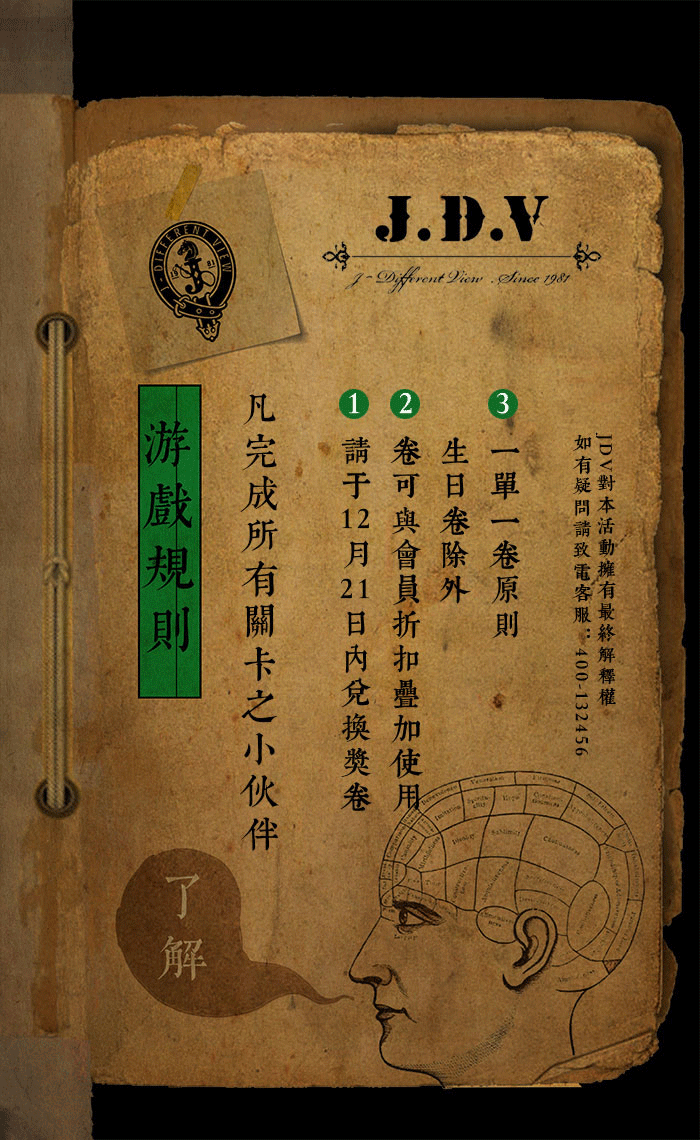 J.D.V
J-Different View .Since 1981
DIFFERENT VIEW
游戲規則
凡完成所有關卡之小伙伴
1 請于12月21日內兌換獎卷
2 卷可與會員折扣疊加使用
生日卷除外
3 一單一卷原則
如有疑問請致電客服：400-132456
JDV對本活動擁有最終解釋權
了解